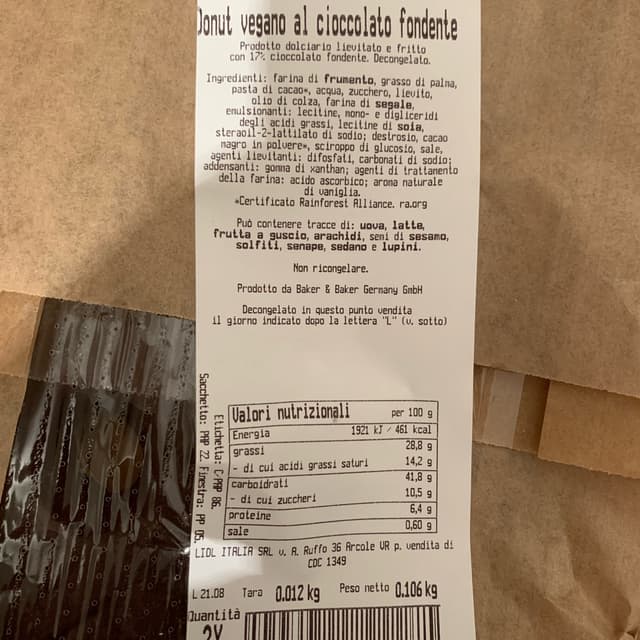 Donut vegano al cioccolato fondente
Prodotto dolciario lievitato e fritto
con 17% cioccolato fondente. Decongelato.
Ingredienti: farina di frumento, grasso di palma,
pasta di cacao*, acqua, zucchero, lievito,
olio di colza, farina di segale,
emulsionanti: lecitine, mono- e digliceridi
degli acidi grassi, lecitine di soia,
steraoil-2-lattilato di sodio; destrosio, cacao
magro in polvere*, sciroppo di glucosio, sale,
agenti lievitanti: difosfati, carbonati di sodio;
addensanti: gomma di xanthan; agenti di trattamento
della farina: acido ascorbico; aroma naturale
di vaniglia.
*Certificato Rainforest Alliance. ra.org
Può contenere tracce di: uova, latte,
frutta a guscio, arachidi, semi di sesamo,
solfiti, senape, sedano e lupini.
Non ricongelare.
Prodotto da Baker & Baker Germany GmbH
Decongelato in questo punto vendita
il giorno indicato dopo la lettera "L" (v. sotto)
Etichetta: C-PAP 86.
Sacchetto: PAP 22. Finestra: PP 05.
Valori nutrizionali per 100 g
Energia 1921 kJ / 461 kcal
grassi 28,8 g
- di cui acidi grassi saturi 14,2 g
carboidrati 41,8 g
- di cui zuccheri 10,5 g
proteine 6,4 g
sale 0,60 g
LIDL ITALIA SRL v. A. Ruffo 36 Arcole VR p. vendita di
CDC 1349
L 21.08 Tara 0.012 kg Peso netto 0.106 kg
Quantità